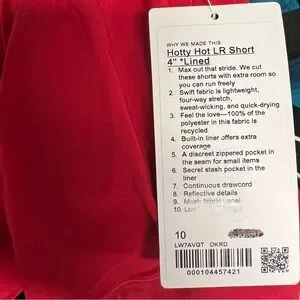 WHY WE MADE THIS
Hotty Hot LR Short
4" *Lined
1. Max out that stride. We cut
these shorts with extra room so
you can run freely
2. Swift fabric is lightweight,
four-way stretch,
sweat-wicking, and quick-drying
3. Feel the love—100% of the
polyester in this fabric is
recycled
4. Built-in liner offers extra
coverage
5. A discreet zippered pocket in
the seam for small items
6. Secret stash pocket in the
liner
7. Continuous drawcord
8. Reflective details
9. Mesh fabric panel
10.
10
LW7AVGT DKRD
000104457421